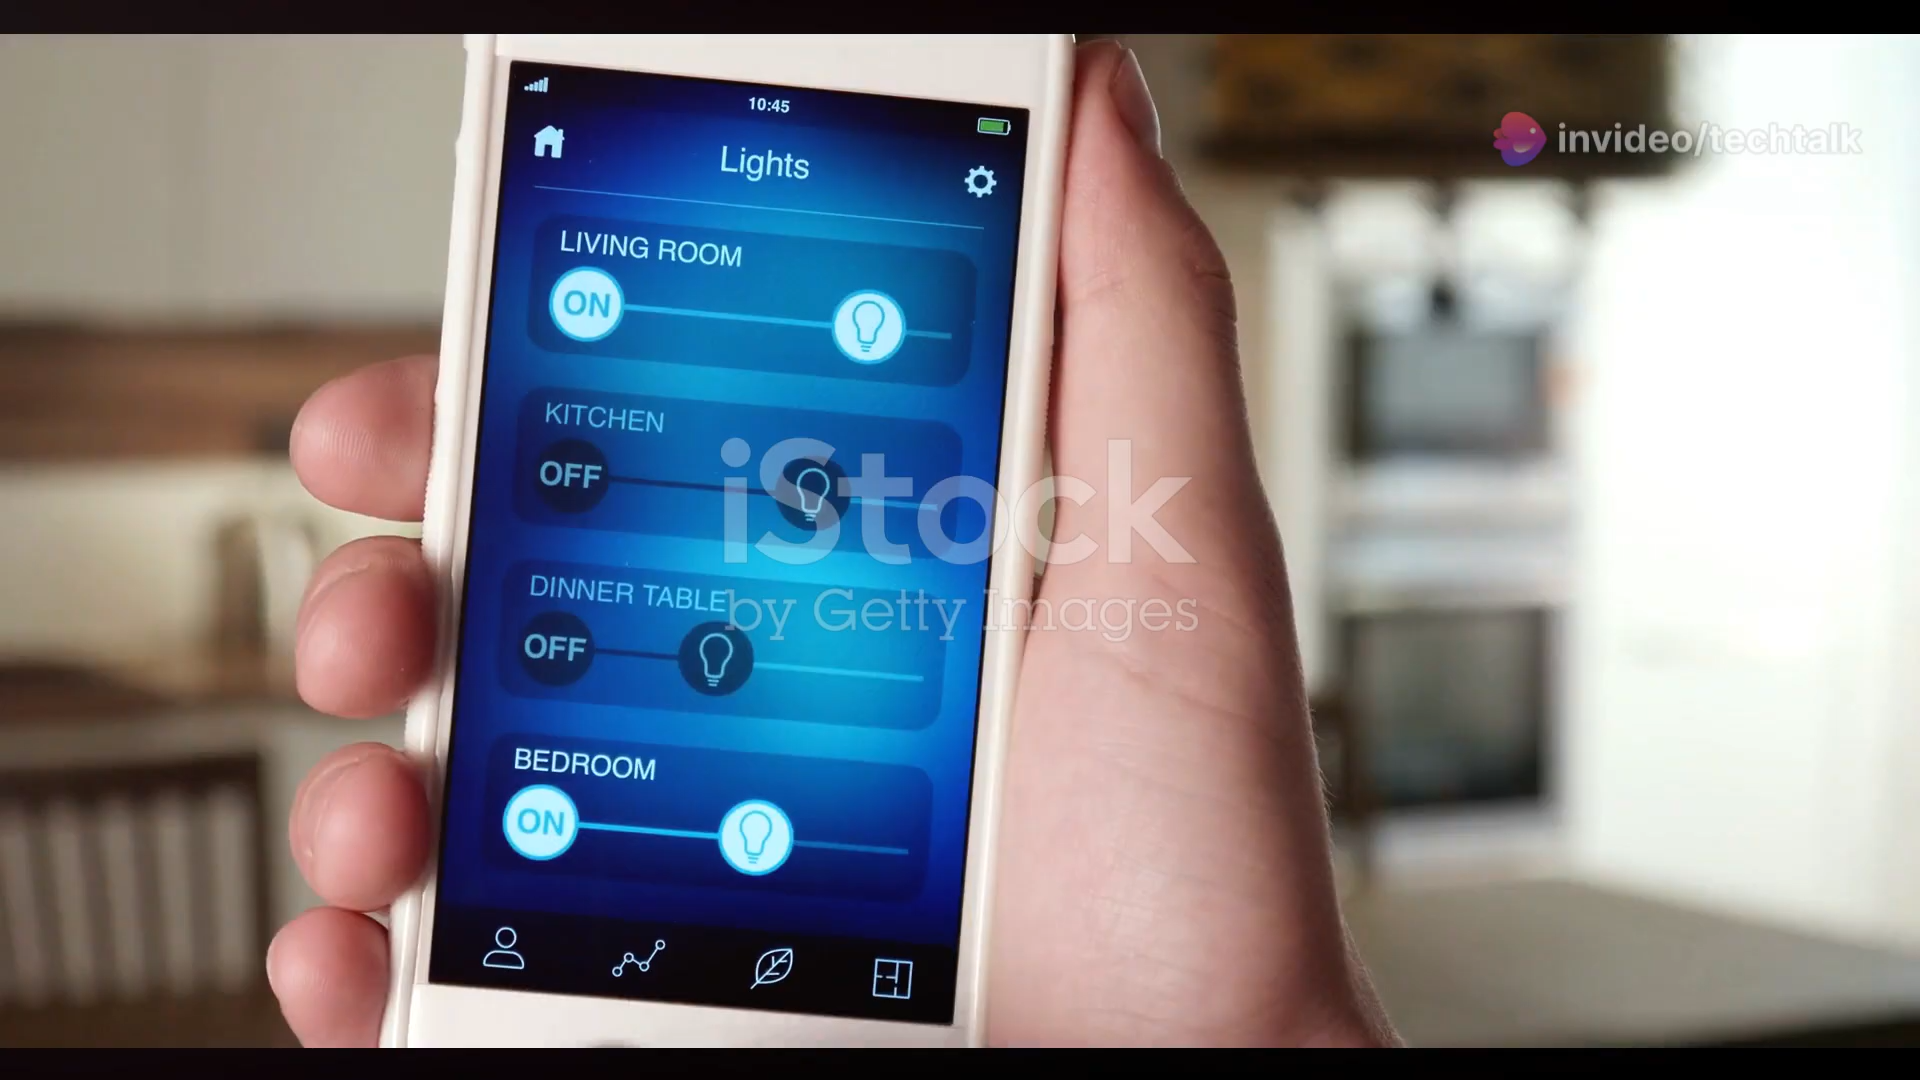 10:45
invideo/techtalk
Lights
LIVING ROOM
ON
KITCHEN
OFF
iStock
DINNER TABLE
by Getty Images
OFF
BEDROOM
ON